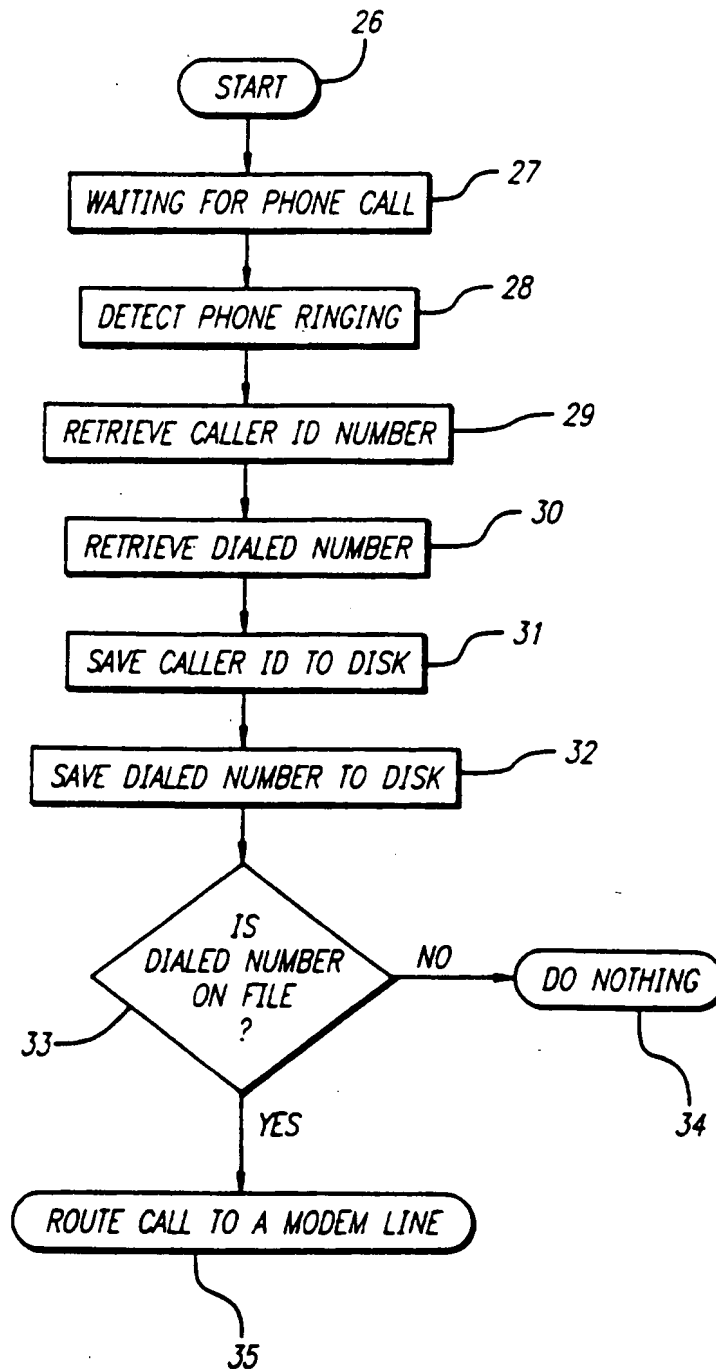 26
START
27
WAITING FOR PHONE CALL
28
DETECT PHONE RINGING
29
RETRIEVE CALLER ID NUMBER
30
RETRIEVE DIALED NUMBER
31
SAVE CALLER ID TO DISK
32
SAVE DIALED NUMBER TO DISK
IS
DIALED NUMBER
ON FILE
?
33
NO
DO NOTHING
34
YES
ROUTE CALL TO A MODEM LINE
35